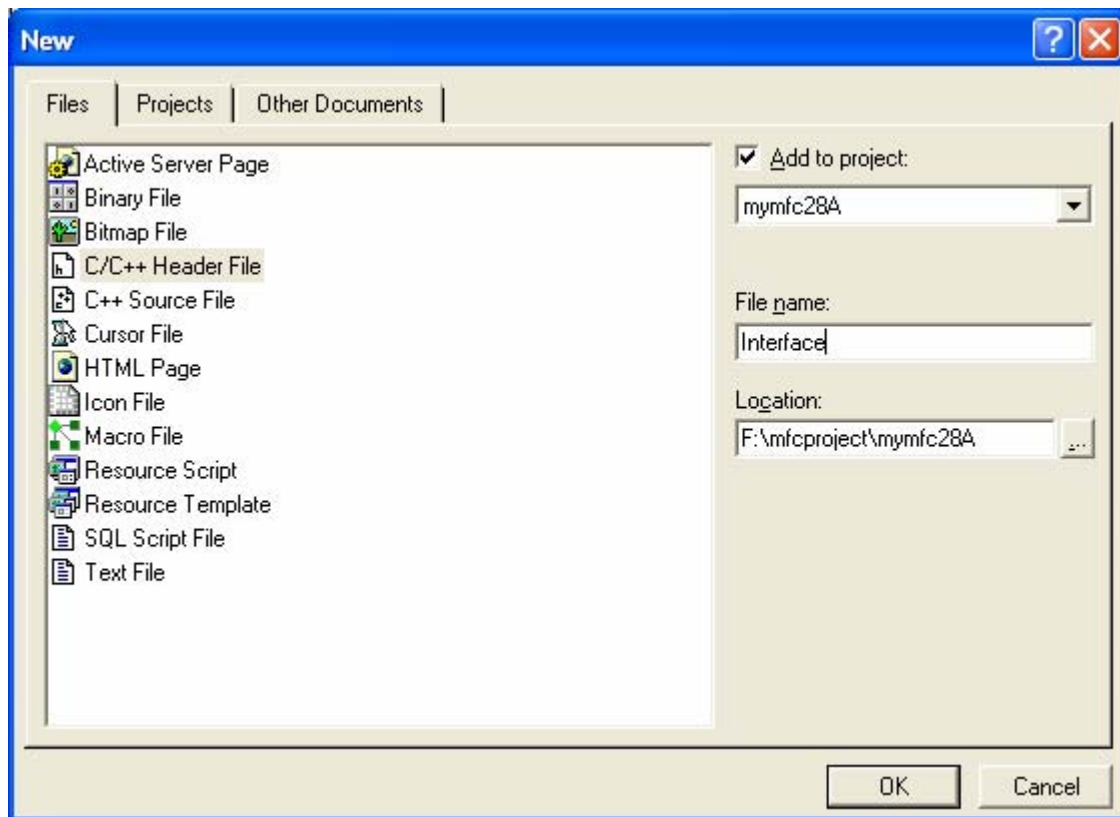 New
Files
Projects
Other Documents
Active Server Page
Binary File
Bitmap File
C/C++ Header File
C++ Source File
Cursor File
HTML Page
Icon File
Macro File
Resource Script
Resource Template
SQL Script File
Text File
Add to project:
mymfc28A
File name:
Interface
Location:
F:\mfcproject\mymfc28A
...
OK
Cancel